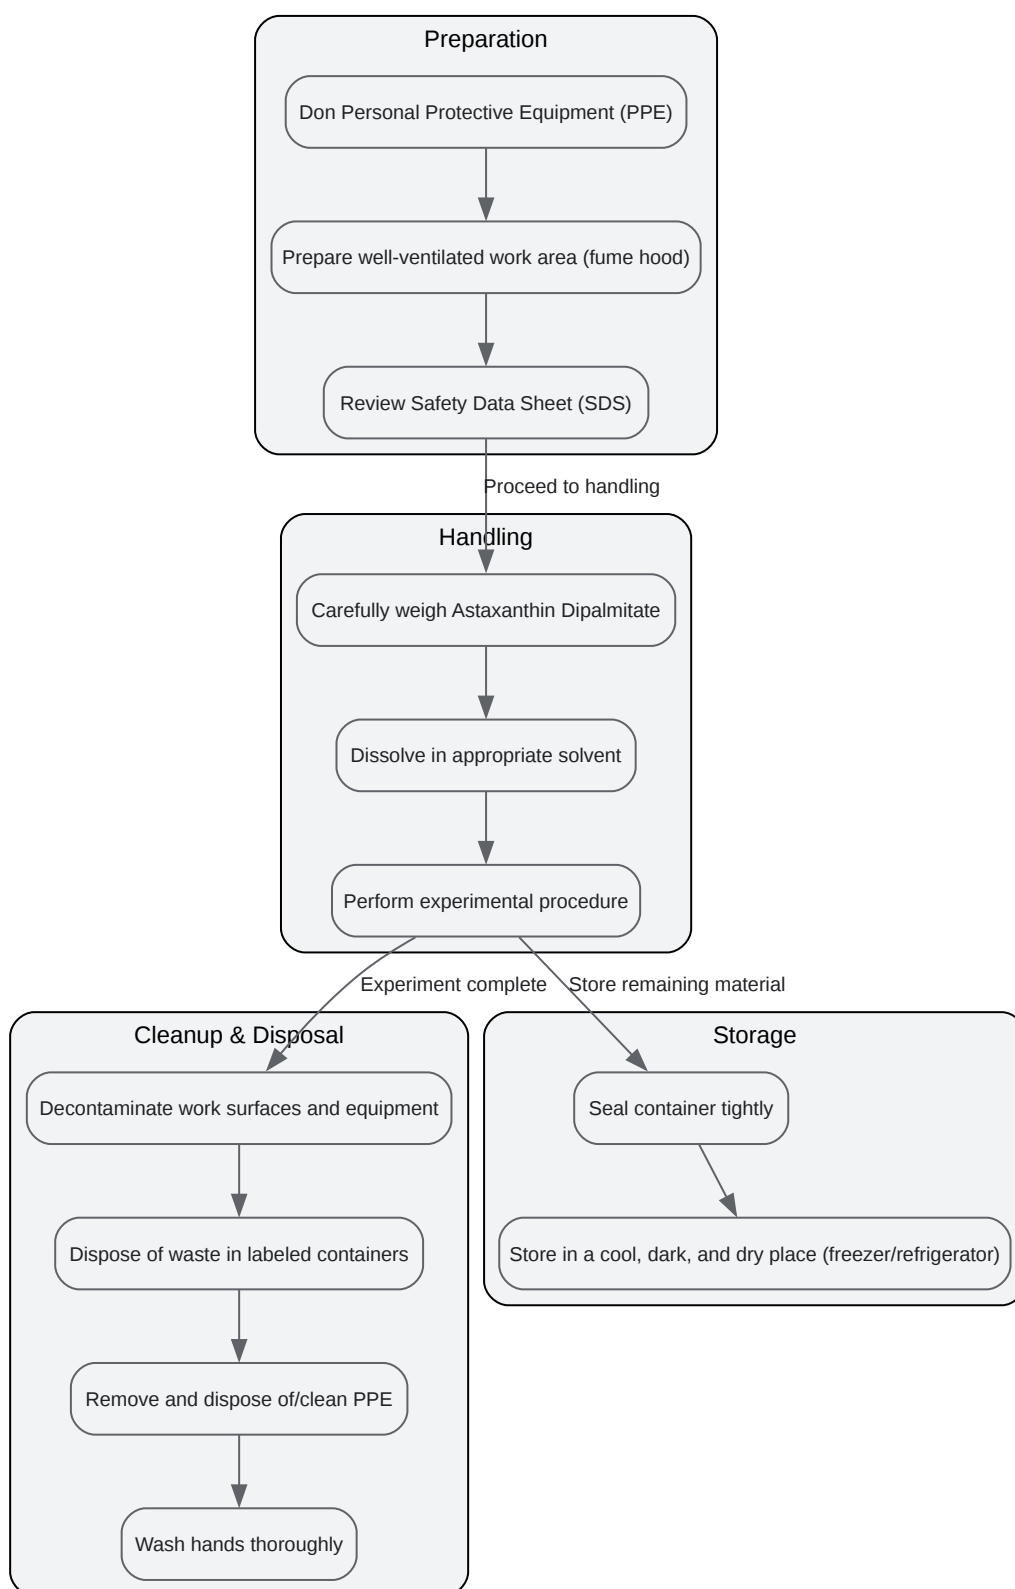 Preparation
Don Personal Protective Equipment (PPE)
Prepare well-ventilated work area (fume hood)
Review Safety Data Sheet (SDS)
Proceed to handling
Handling
Carefully weigh Astaxanthin Dipalmitate
Dissolve in appropriate solvent
Perform experimental procedure
Experiment complete
Store remaining material
Cleanup & Disposal
Decontaminate work surfaces and equipment
Dispose of waste in labeled containers
Remove and dispose of/clean PPE
Wash hands thoroughly
Storage
Seal container tightly
Store in a cool, dark, and dry place (freezer/refrigerator)